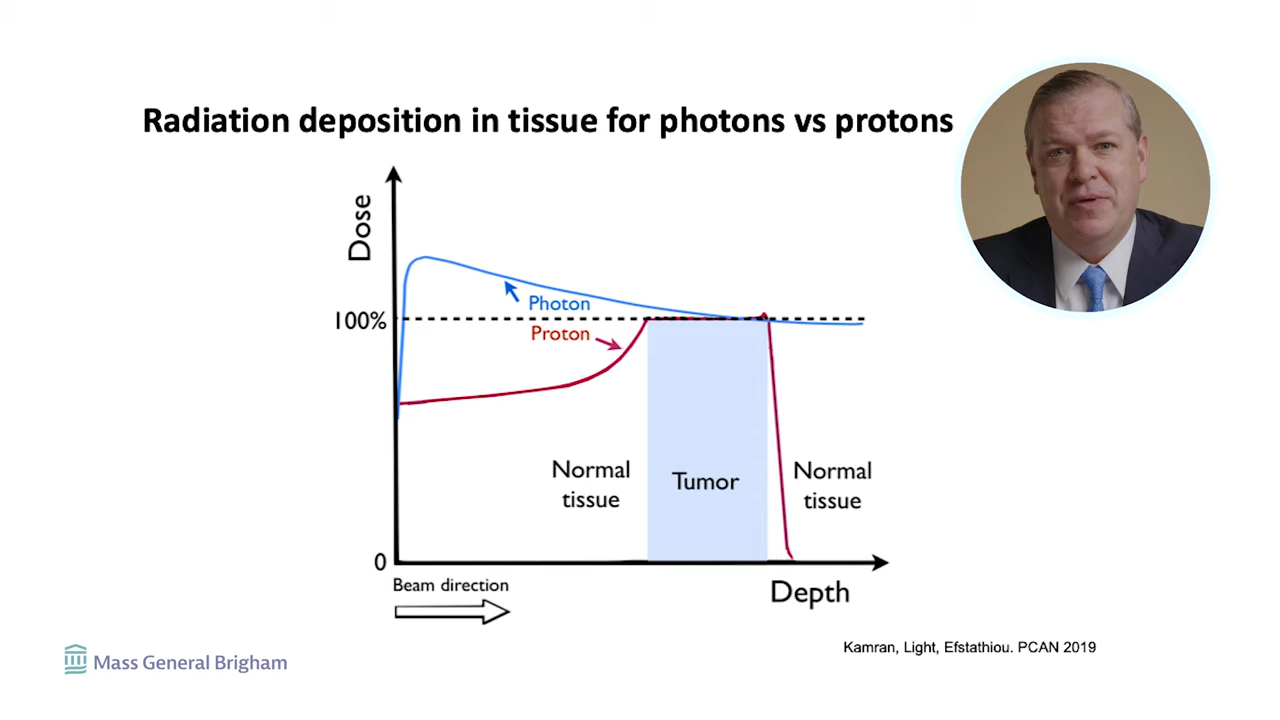 Radiation deposition in tissue for photons vs protons
Dose
Photon
100%
Proton
Normal
tissue
Tumor
Normal
tissue
0
Beam direction
Depth
Kamran, Light, Efstathiou. PCAN 2019
Mass General Brigham